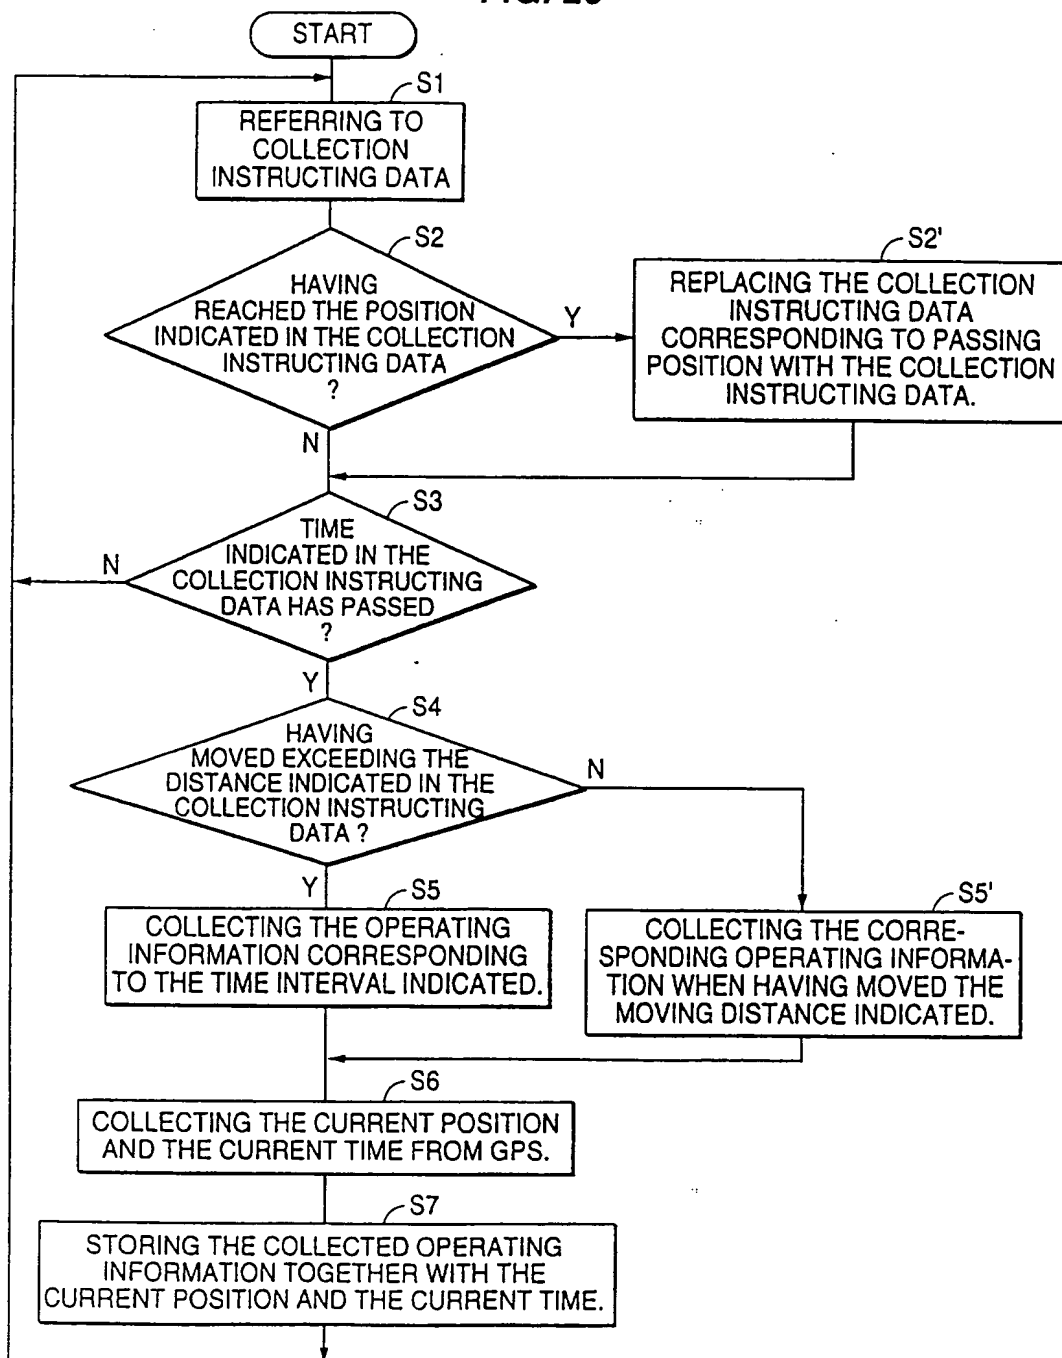 START
S1
REFERRING TO
COLLECTION
INSTRUCTING DATA
S2
HAVING
REACHED THE POSITION
INDICATED IN THE COLLECTION
INSTRUCTING DATA
?
Y
N
S2'
REPLACING THE COLLECTION
INSTRUCTING DATA
CORRESPONDING TO PASSING
POSITION WITH THE COLLECTION
INSTRUCTING DATA.
S3
TIME
INDICATED IN THE
COLLECTION INSTRUCTING
DATA HAS PASSED
?
N
Y
S4
HAVING
MOVED EXCEEDING THE
DISTANCE INDICATED IN THE
COLLECTION INSTRUCTING
DATA ?
N
Y
S5
COLLECTING THE OPERATING
INFORMATION CORRESPONDING
TO THE TIME INTERVAL INDICATED.
S5'
COLLECTING THE CORRE-
SPONDING OPERATING INFORMA-
TION WHEN HAVING MOVED THE
MOVING DISTANCE INDICATED.
S6
COLLECTING THE CURRENT POSITION
AND THE CURRENT TIME FROM GPS.
S7
STORING THE COLLECTED OPERATING
INFORMATION TOGETHER WITH THE
CURRENT POSITION AND THE CURRENT TIME.